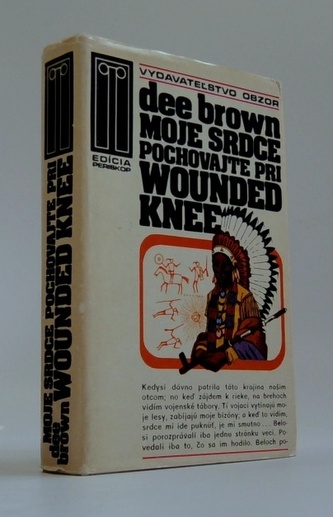 VYDAVATEĽSTVO OBZOR
dee brown
MOJE SRDCE
POCHOVAJTE PRI
WOUNDED
KNEE
EDÍCIA
PERISKOP
Kedysi dávno patrila táto krajina našim
otcom; no keď zájdem k rieke, na brehoch
vidím vojenské tábory. Tí vojaci vytínajú mo-
je lesy, zabíjajú moje bizóny; a keď to vidím,
srdce mi ide puknúť, je mi smutno... Belo-
si porozprávali iba jednu stránku veci. Po-
vedali iba to, čo sa im hodilo. Beloch po-
MOJE SRDCE POCHOVAJTE PRI
dee
brown WOUNDED KNEE